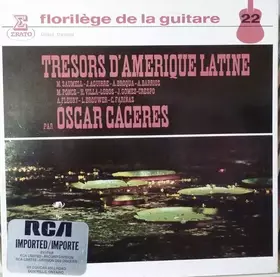 ERATO
florilège de la guitare
22
TRESORS D'AMERIQUE LATINE
M. SAUMELL - J. AGUIRRE - A. BROQUA - A. BARRIOS
M. PONCE - H. VILLA-LOBOS - J. GOMEZ-CRESPO
A. FLEURY - L. BROUWER - C. FARINAS
PAR OSCAR CACERES
RCA
IMPORTED/IMPORTE